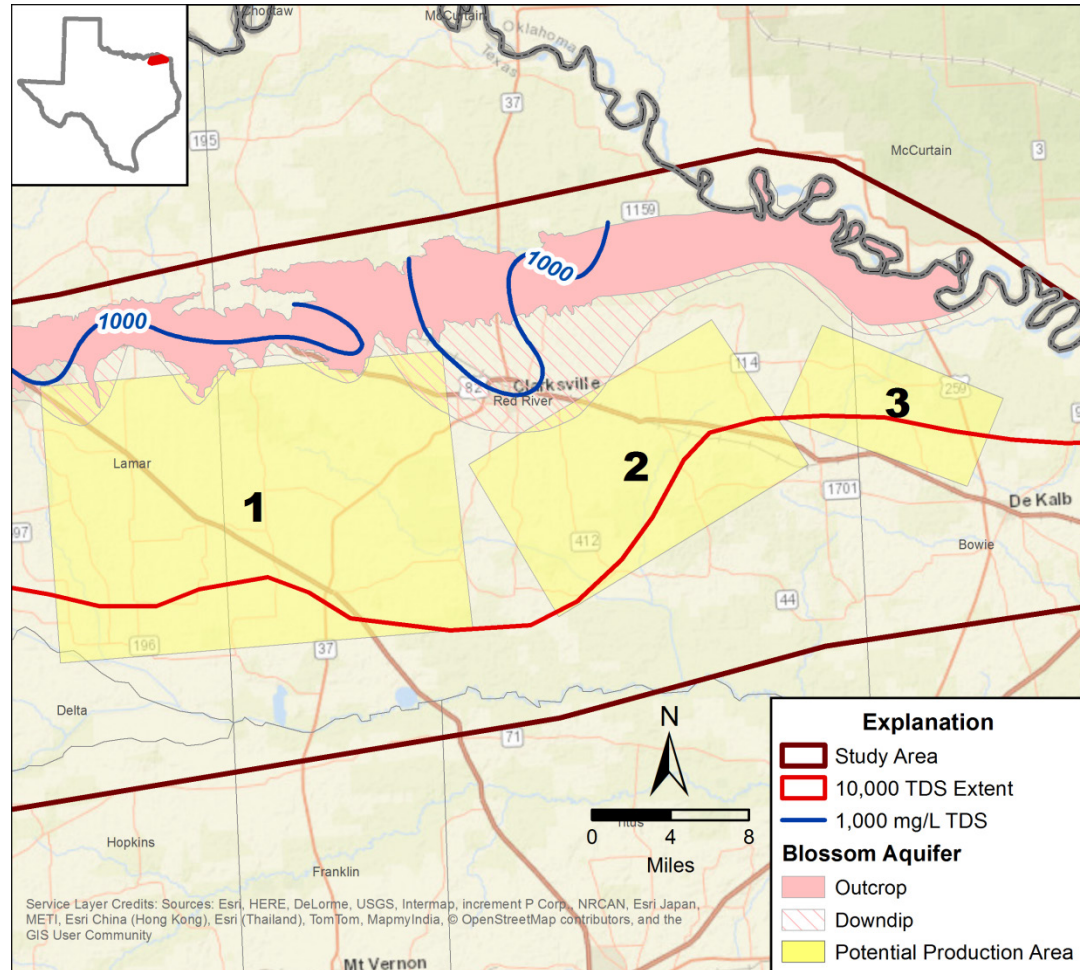 Choctaw
McCurtain
Oklahoma
Texas
37
195
3
McCurtain
1159
1000
1000
114
82
Clarksville
Red River
259
3
Lamar
2
1
1701
De Kalb
97
412
Bowie
44
196
37
Delta
N
71
0 4 8
Miles
Titus
Hopkins
Franklin
Service Layer Credits: Sources: Esri, HERE, DeLorme, USGS, Intermap, increment P Corp., NRCAN, Esri Japan,
METI, Esri China (Hong Kong), Esri (Thailand), TomTom, MapmyIndia, © OpenStreetMap contributors, and the
GIS User Community
Mt Vernon
Explanation
Study Area
10,000 TDS Extent
1,000 mg/L TDS
Blossom Aquifer
Outcrop
Downdip
Potential Production Area